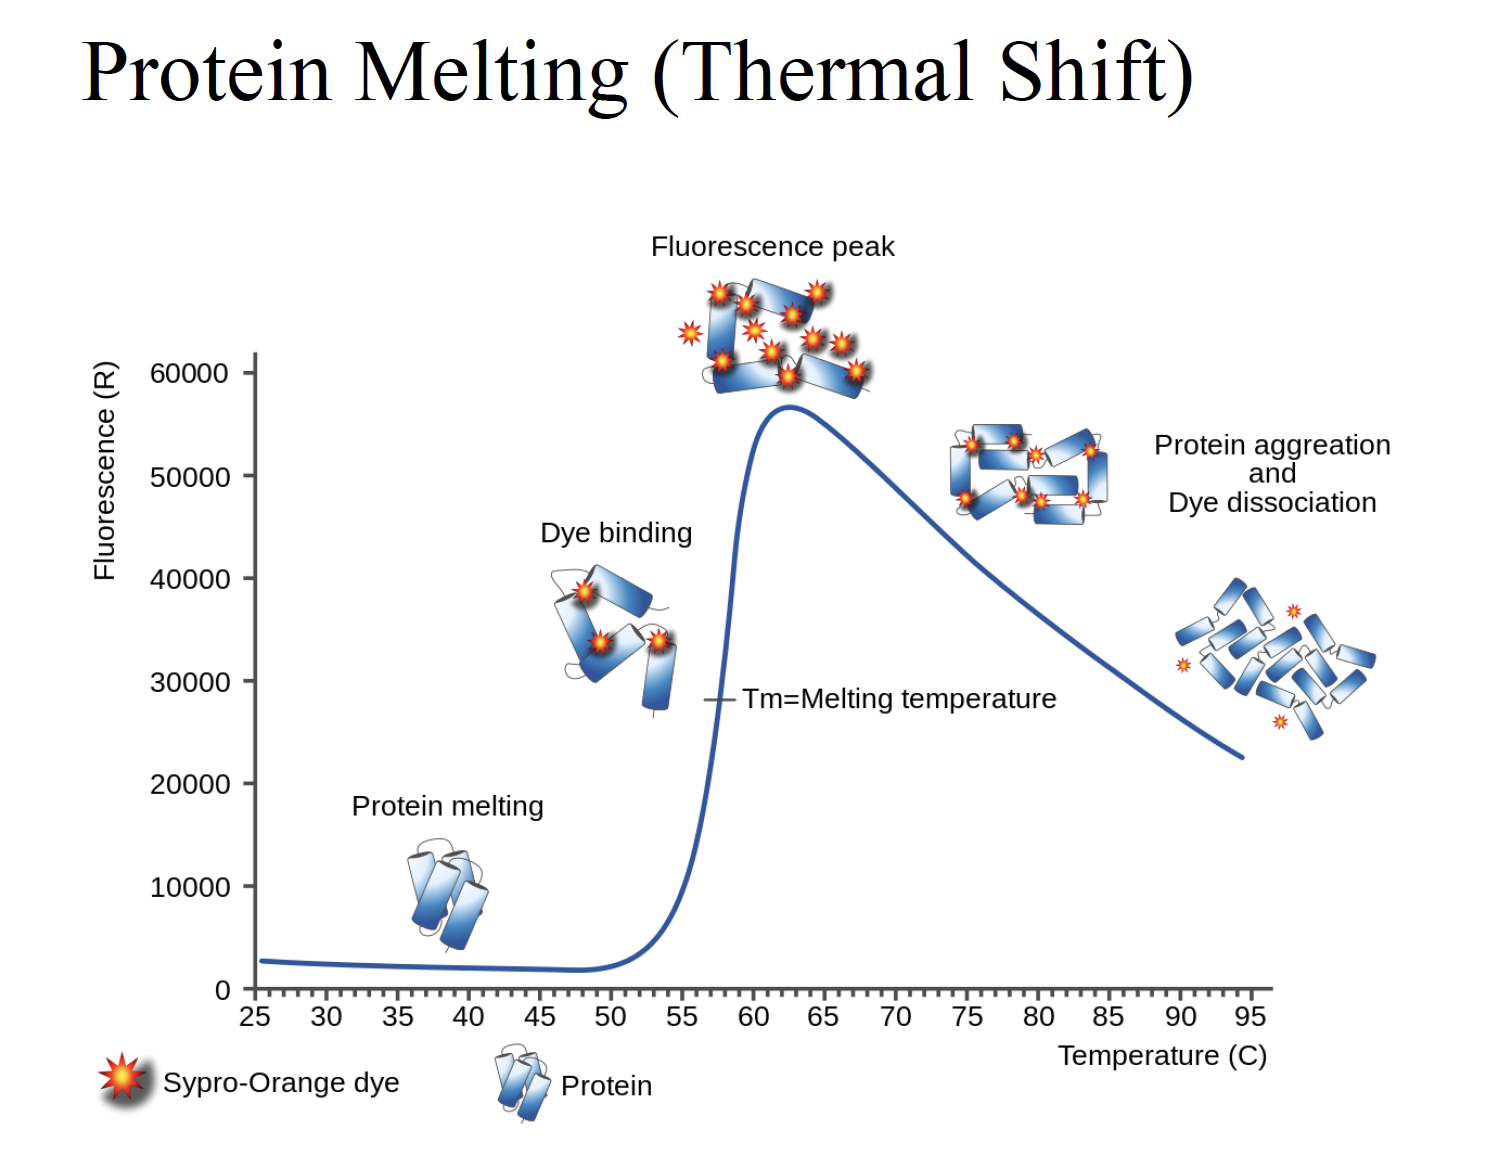 Protein Melting (Thermal Shift)
Fluorescence peak
Fluorescence (R)
60000
50000
40000
30000
20000
10000
0
Protein aggreation
and
Dye dissociation
Dye binding
Tm=Melting temperature
Protein melting
25 30 35 40 45 50 55 60 65 70 75 80 85 90 95
Temperature (C)
Sypro-Orange dye
Protein